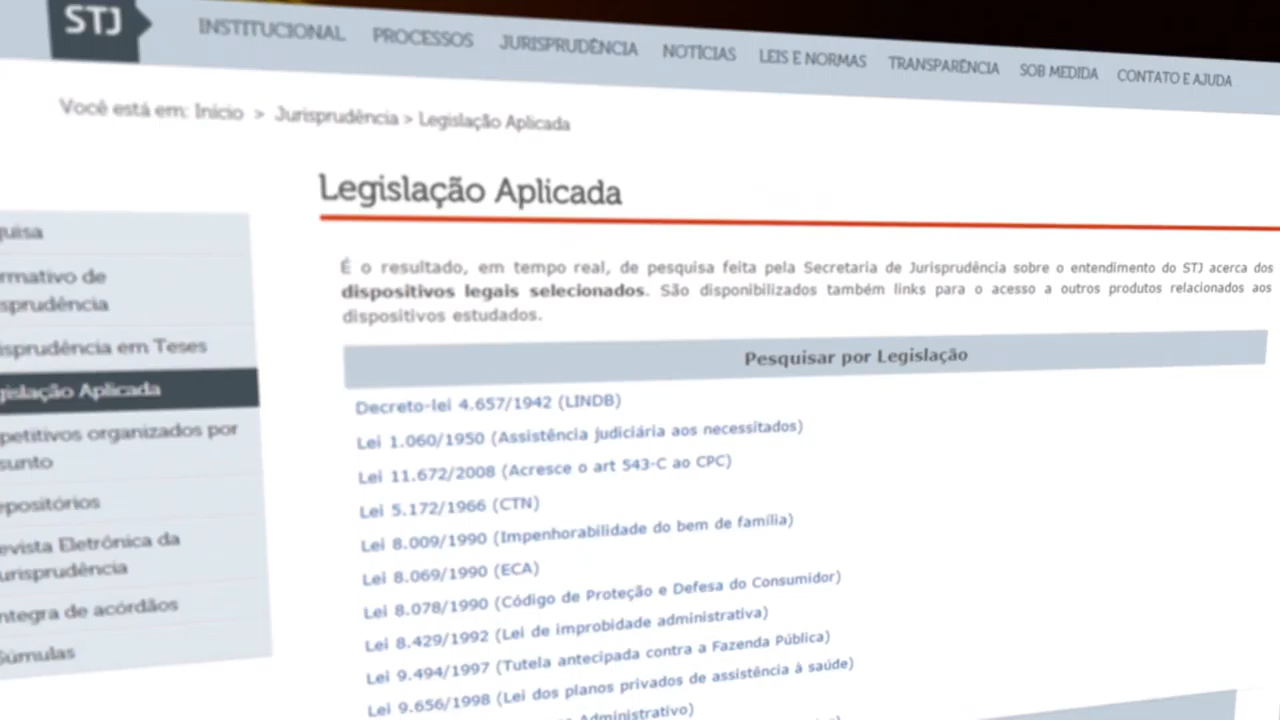 STJ
INSTITUCIONAL PROCESSOS JURISPRUDÊNCIA NOTÍCIAS LEIS E NORMAS TRANSPARÊNCIA SOB MEDIDA CONTATO E AJUDA
Você está em: Início > Jurisprudência > Legislação Aplicada
Legislação Aplicada
uisa
rmativo de
sprudência
isprudência em Teses
gislação Aplicada
petitivos organizados por
sunto
epositórios
evista Eletrônica da
urisprudência
ntegra de acórdãos
Súmulas
É o resultado, em tempo real, de pesquisa feita pela Secretaria de Jurisprudência sobre o entendimento do STJ acerca dos
dispositivos legais selecionados. São disponibilizados também links para o acesso a outros produtos relacionados aos
dispositivos estudados.
Pesquisar por Legislação
Decreto-lei 4.657/1942 (LINDB)
Lei 1.060/1950 (Assistência judiciária aos necessitados)
Lei 11.672/2008 (Acresce o art 543-C ao CPC)
Lei 5.172/1966 (CTN)
Lei 8.009/1990 (Impenhorabilidade do bem de família)
Lei 8.069/1990 (ECA)
Lei 8.078/1990 (Código de Proteção e Defesa do Consumidor)
Lei 8.429/1992 (Lei de improbidade administrativa)
Lei 9.494/1997 (Tutela antecipada contra a Fazenda Pública)
Lei 9.656/1998 (Lei dos planos privados de assistência à saúde)
Administrativo)